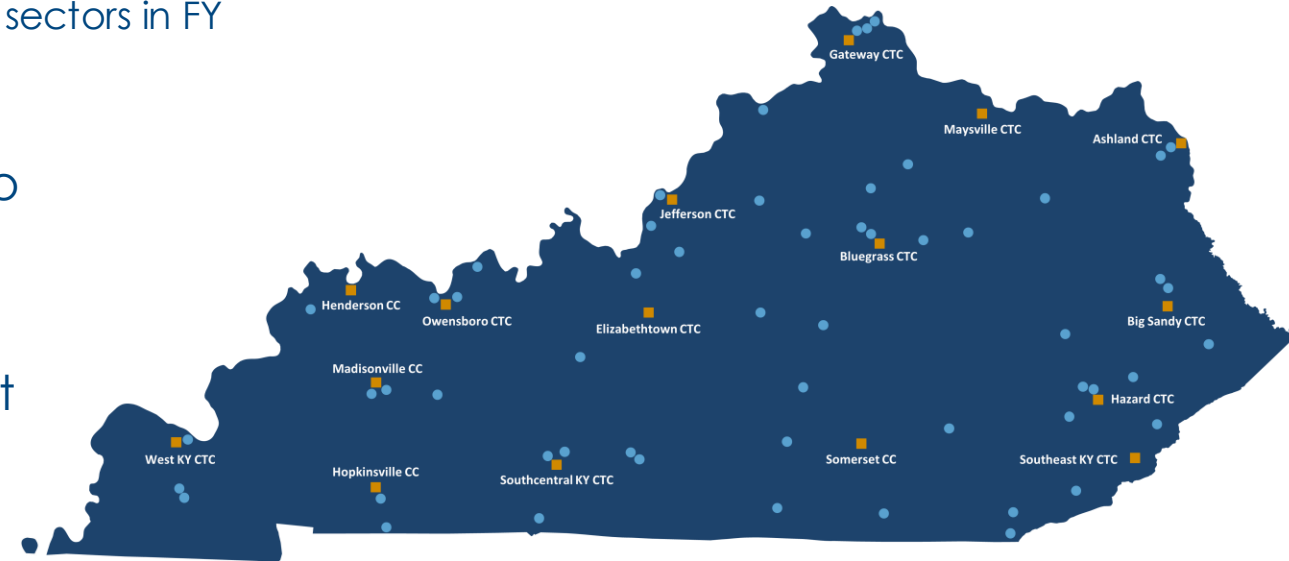 sectors in FY
Gateway CTC
Maysville CTC
Ashland CTC
Jefferson CTC
Bluegrass CTC
Henderson CC
Owensboro CTC
Elizabethtown CTC
Big Sandy CTC
Madisonville CC
t
Hazard CTC
West KY CTC
Hopkinsville CC
Southcentral KY CTC
Somerset CC
Southeast KY CTC